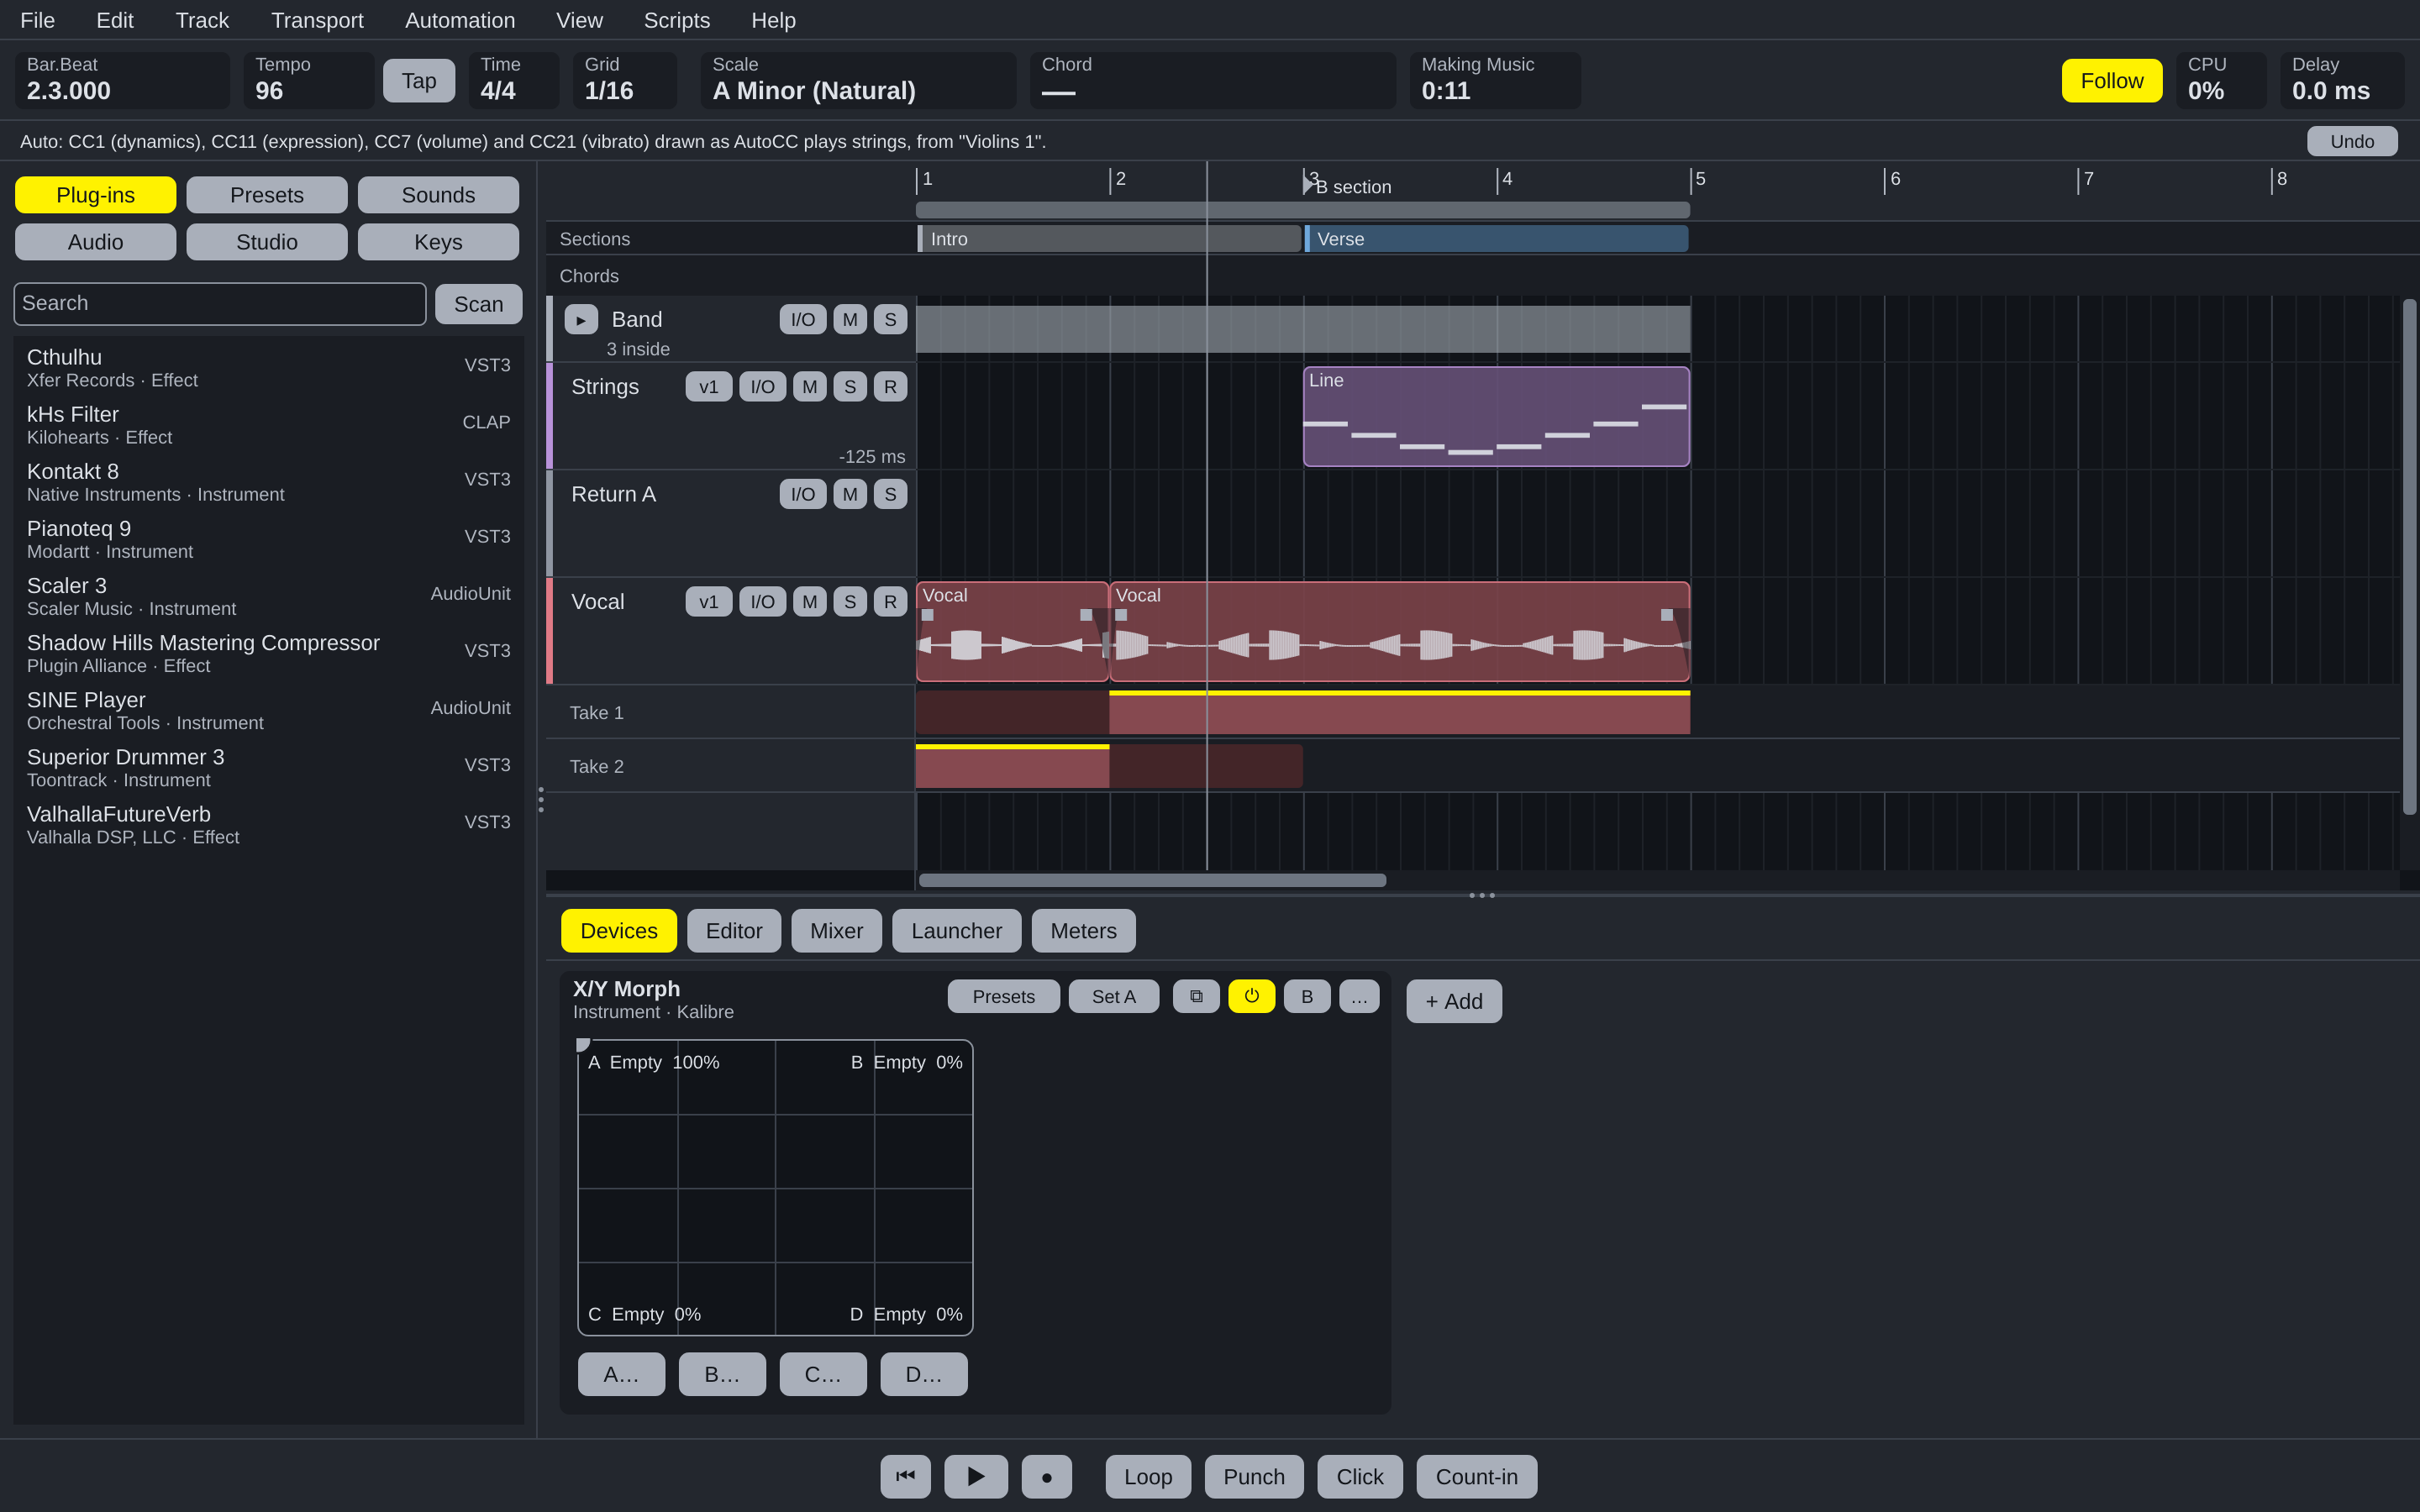 File Edit Track Transport Automation View Scripts Help
Bar.Beat Tempo Time Grid Scale Chord Making Music CPU Delay
2.3.000 96 Tap 4/4 1/16 A Minor (Natural) — 0:11 Follow 0% 0.0 ms
Auto: CC1 (dynamics), CC11 (expression), CC7 (volume) and CC21 (vibrato) drawn as AutoCC plays strings, from "Violins 1". Undo
Plug-ins Presets Sounds
Audio Studio Keys
Search Scan
Cthulhu
Xfer Records · Effect
VST3
kHs Filter
Kilohearts · Effect
CLAP
Kontakt 8
Native Instruments · Instrument
VST3
Pianoteq 9
Modartt · Instrument
VST3
Scaler 3
Scaler Music · Instrument
AudioUnit
Shadow Hills Mastering Compressor
Plugin Alliance · Effect
VST3
SINE Player
Orchestral Tools · Instrument
AudioUnit
Superior Drummer 3
Toontrack · Instrument
VST3
ValhallaFutureVerb
Valhalla DSP, LLC · Effect
VST3
1 2 3 4 5 6 7 8
B section
Sections Intro Verse
Chords
Band I/O M S
3 inside
Strings v1 I/O M S R
-125 ms
Line
Return A I/O M S
Vocal v1 I/O M S R
Vocal Vocal
Take 1
Take 2
Devices Editor Mixer Launcher Meters
X/Y Morph
Instrument · Kalibre
Presets Set A B ...
+ Add
A Empty 100% B Empty 0%
C Empty 0% D Empty 0%
A... B... C... D...
Loop Punch Click Count-in